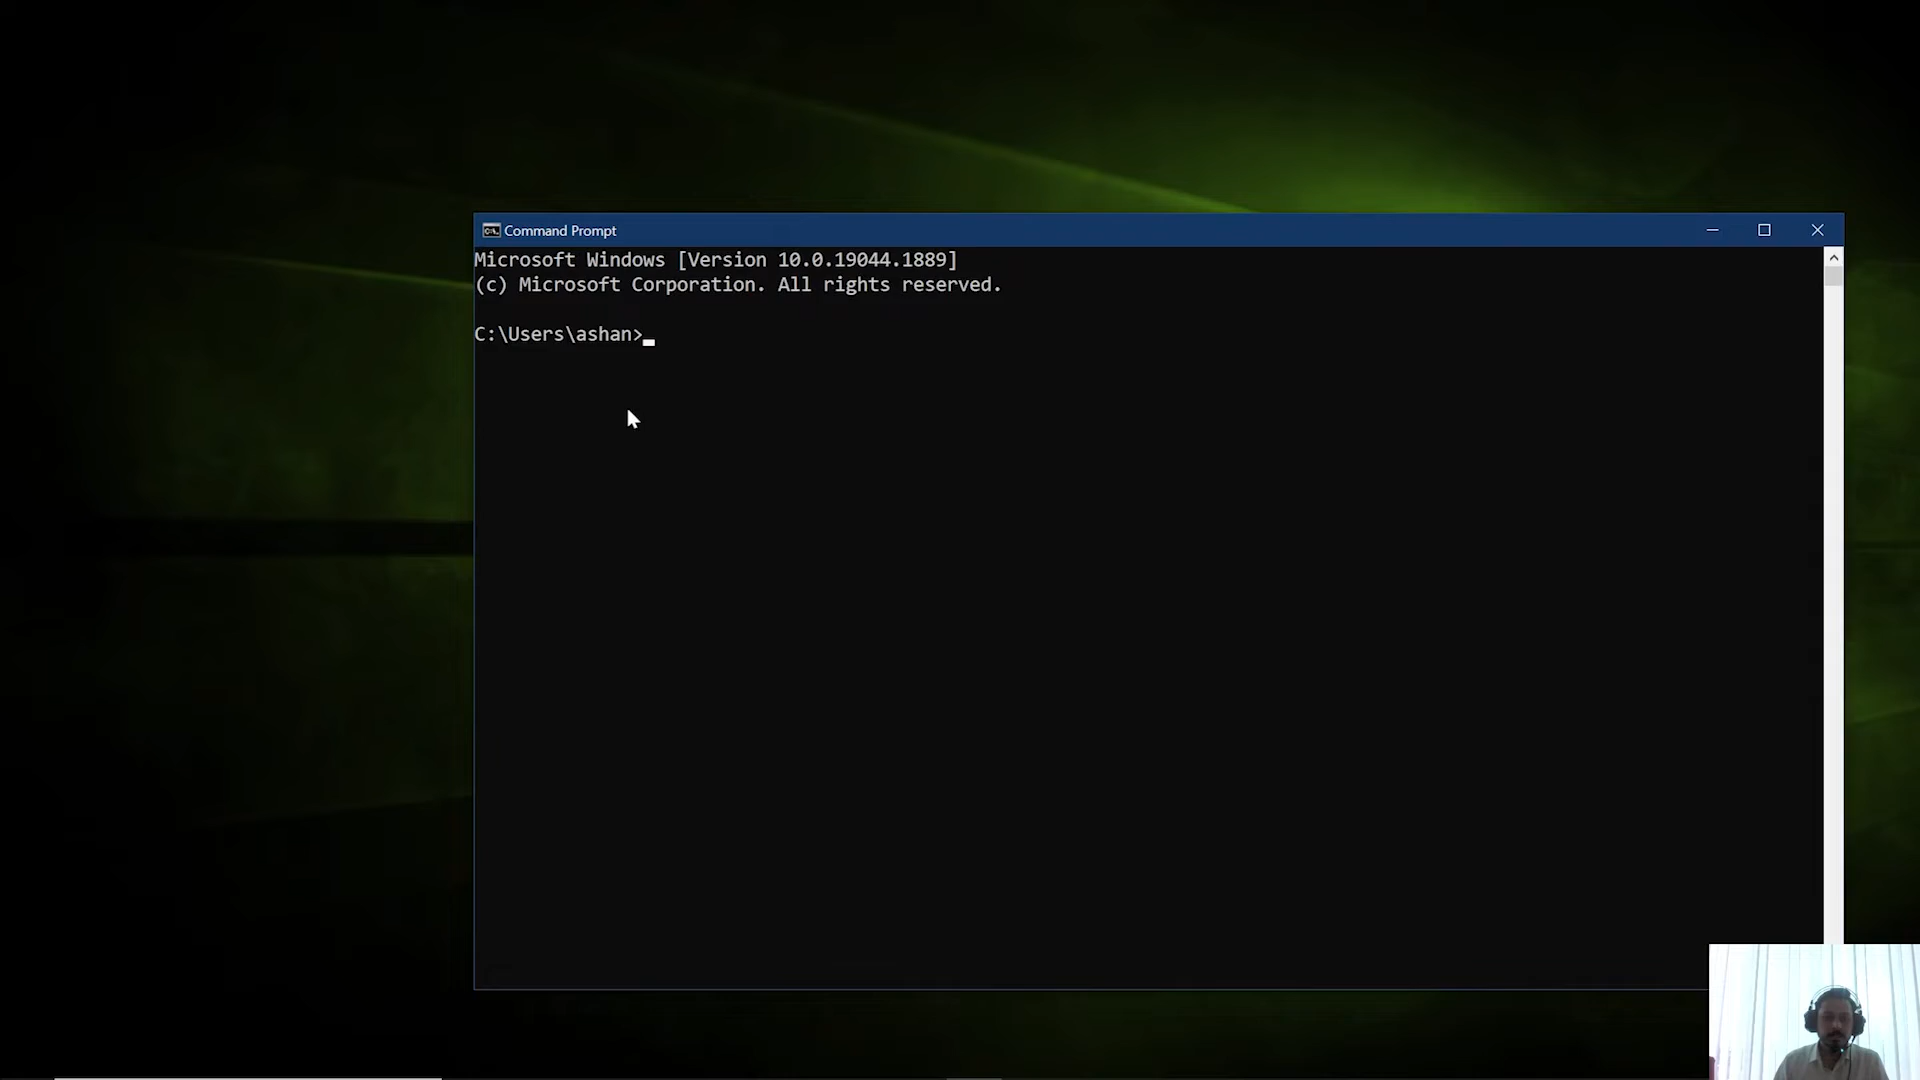 Command Prompt
Microsoft Windows [Version 10.0.19044.1889]
(c) Microsoft Corporation. All rights reserved.
C:\Users\ashan>